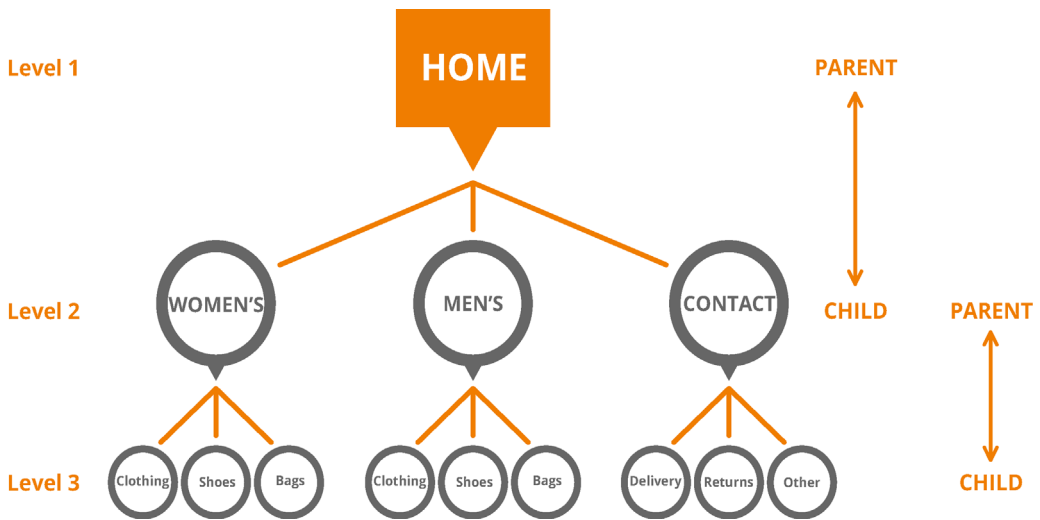 Level 1
HOME
PARENT
Level 2
WOMEN'S
MEN'S
CONTACT
CHILD
PARENT
Level 3
Clothing
Shoes
Bags
Clothing
Shoes
Bags
Delivery
Returns
Other
CHILD